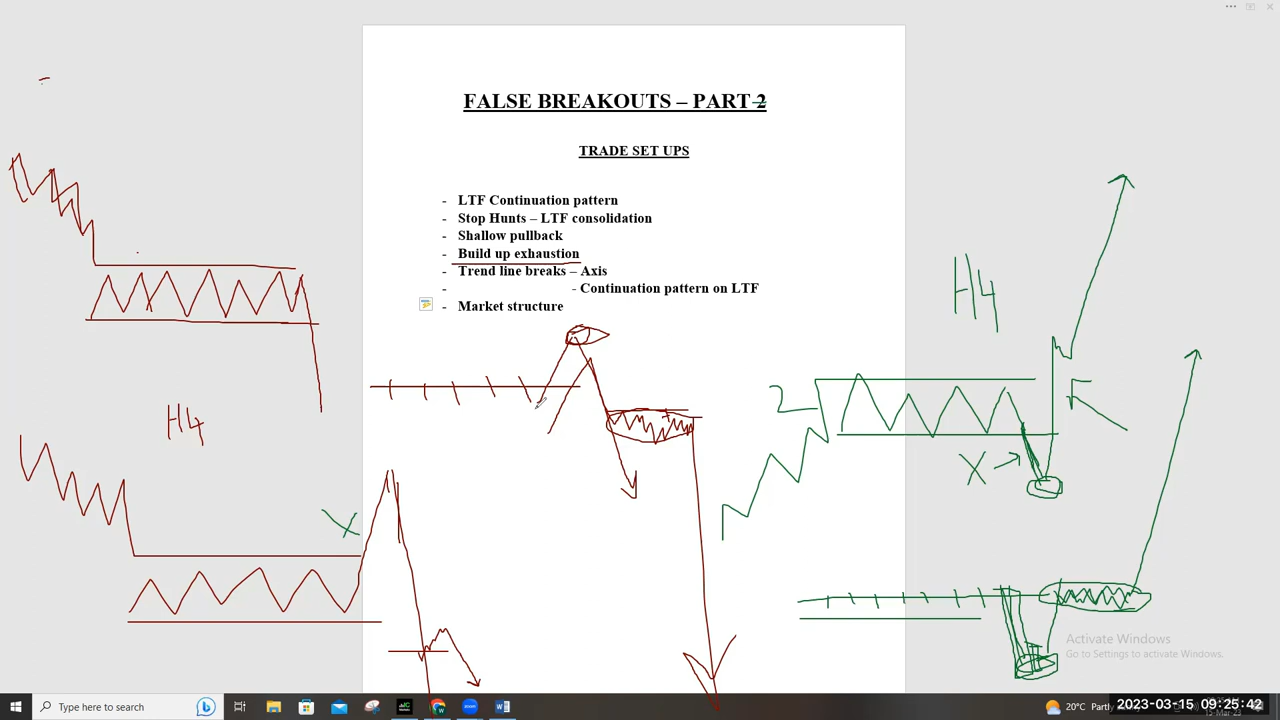 FALSE BREAKOUTS – PART 2
TRADE SET UPS
- LTF Continuation pattern
- Stop Hunts – LTF consolidation
- Shallow pullback
- Build up exhaustion
- Trend line breaks – Axis
- - Continuation pattern on LTF
- Market structure
H4
H4
X
X
Activate Windows
Go to Settings to activate Windows.
Type here to search
20°C Partly
2023-03-15 09:25:42